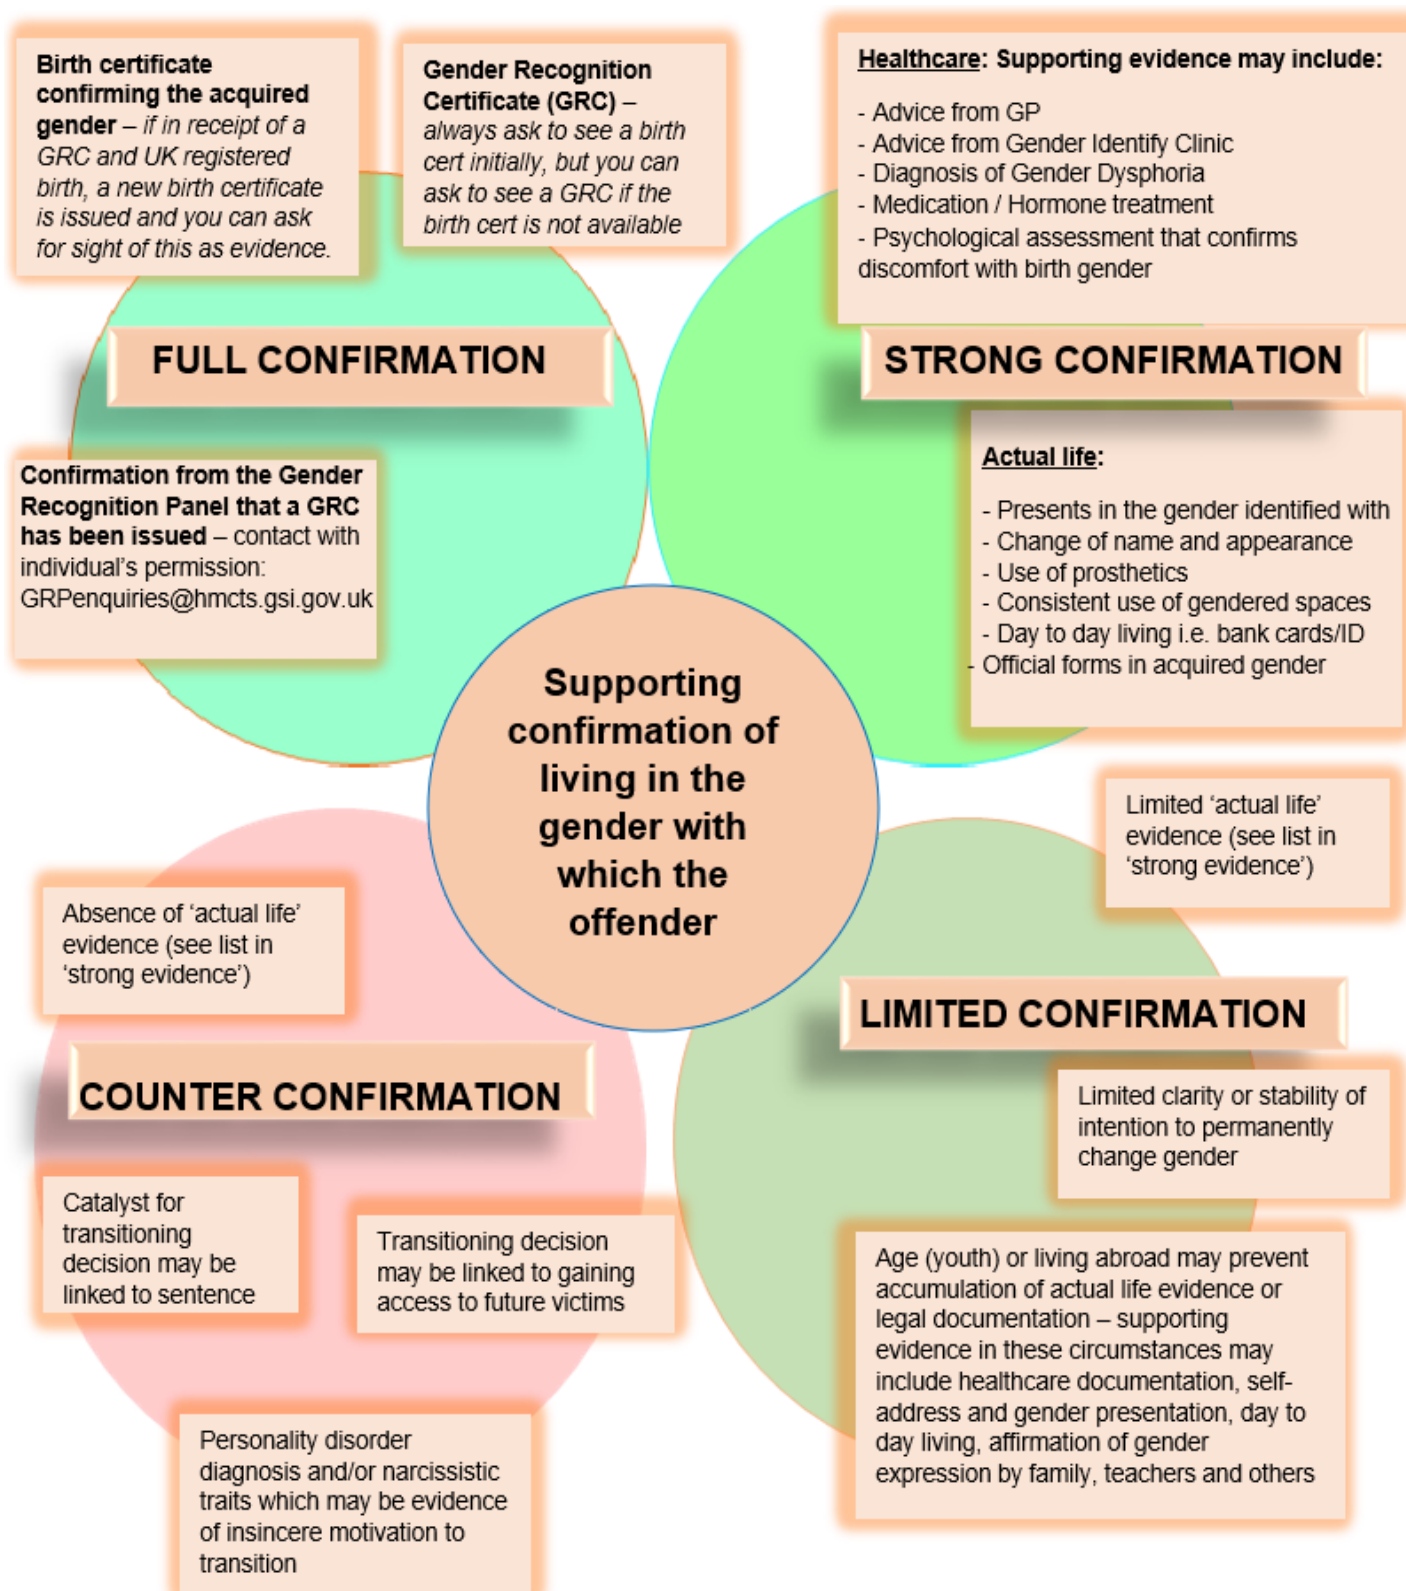 Birth certificate
confirming the acquired
gender – if in receipt of a
GRC and UK registered
birth, a new birth certificate
is issued and you can ask
for sight of this as evidence.
Gender Recognition
Certificate (GRC) –
always ask to see a birth
cert initially, but you can
ask to see a GRC if the
birth cert is not available
FULL CONFIRMATION
Confirmation from the Gender
Recognition Panel that a GRC
has been issued – contact with
individual’s permission:
GRPenquiries@hmcts.gsi.gov.uk
Healthcare: Supporting evidence may include:
- Advice from GP
- Advice from Gender Identify Clinic
- Diagnosis of Gender Dysphoria
- Medication / Hormone treatment
- Psychological assessment that confirms
discomfort with birth gender
STRONG CONFIRMATION
Actual life:
- Presents in the gender identified with
- Change of name and appearance
- Use of prosthetics
- Consistent use of gendered spaces
- Day to day living i.e. bank cards/ID
- Official forms in acquired gender
Supporting
confirmation of
living in the
gender with
which the
offender
Absence of ‘actual life’
evidence (see list in
‘strong evidence’)
COUNTER CONFIRMATION
Catalyst for
transitioning
decision may be
linked to sentence
Transitioning decision
may be linked to gaining
access to future victims
Personality disorder
diagnosis and/or narcissistic
traits which may be evidence
of insincere motivation to
transition
Limited ‘actual life’
evidence (see list in
‘strong evidence’)
LIMITED CONFIRMATION
Limited clarity or stability of
intention to permanently
change gender
Age (youth) or living abroad may prevent
accumulation of actual life evidence or
legal documentation – supporting
evidence in these circumstances may
include healthcare documentation, self-
address and gender presentation, day to
day living, affirmation of gender
expression by family, teachers and others